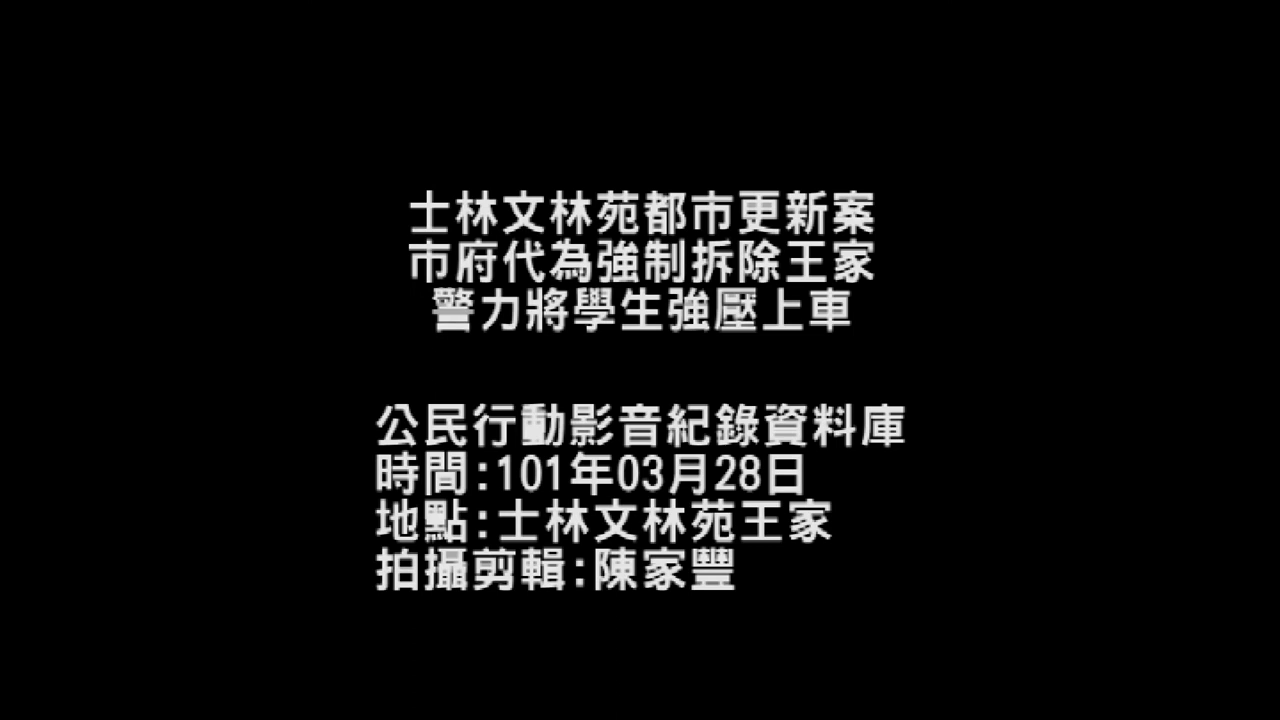 士林文林苑都市更新案
市府代為強制拆除王家
警力將學生強壓上車
公民行動影音紀錄資料庫
時間:101年03月28日
地點:士林文林苑王家
拍攝剪輯:陳家豐